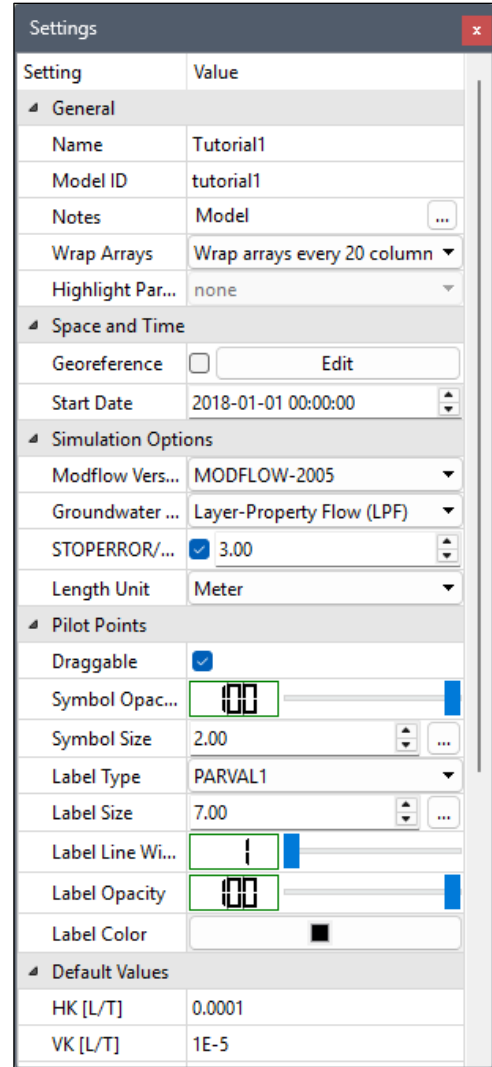 Settings
x
Setting Value
General
Name Tutorial1
Model ID tutorial1
Notes Model ...
Wrap Arrays Wrap arrays every 20 column
Highlight Par... none
Space and Time
Georeference Edit
Start Date 2018-01-01 00:00:00
Simulation Options
Modflow Vers... MODFLOW-2005
Groundwater ... Layer-Property Flow (LPF)
STOPERROR/... 3.00
Length Unit Meter
Pilot Points
Draggable
Symbol Opac... 100
Symbol Size 2.00 ...
Label Type PARVAL1
Label Size 7.00 ...
Label Line Wi... 1
Label Opacity 100
Label Color
Default Values
HK [L/T] 0.0001
VK [L/T] 1E-5